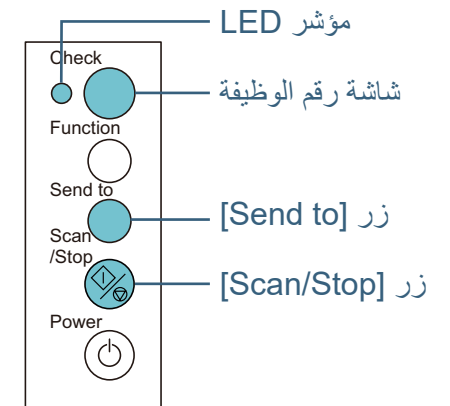 مؤشر LED
Check
شاشة رقم الوظيفة
Function
Send to
زر [Send to]
Scan
/Stop
زر [Scan/Stop]
Power